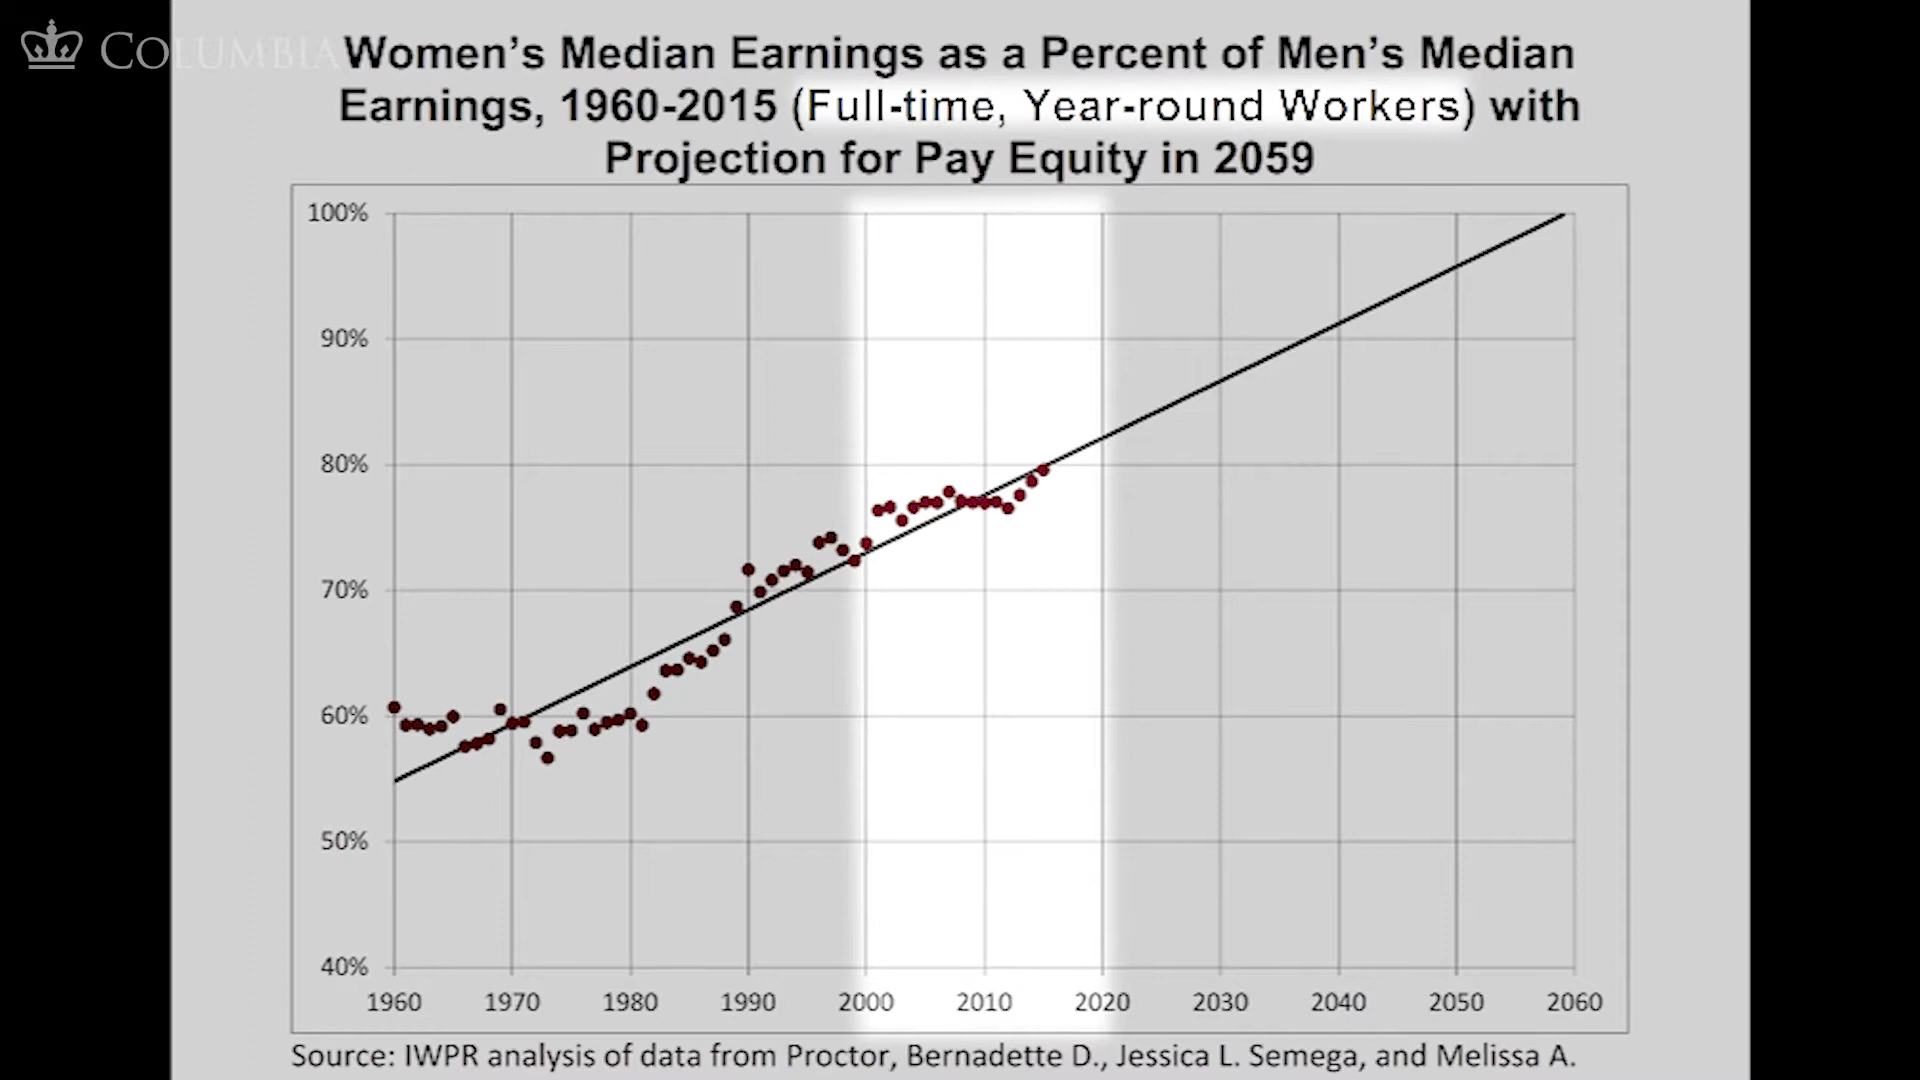 COLUMBIA
Women's Median Earnings as a Percent of Men's Median
Earnings, 1960-2015 (Full-time, Year-round Workers) with
Projection for Pay Equity in 2059
100%
90%
80%
70%
60%
50%
40%
1960 1970 1980 1990 2000 2010 2020 2030 2040 2050 2060
Source: IWPR analysis of data from Proctor, Bernadette D., Jessica L. Semega, and Melissa A.